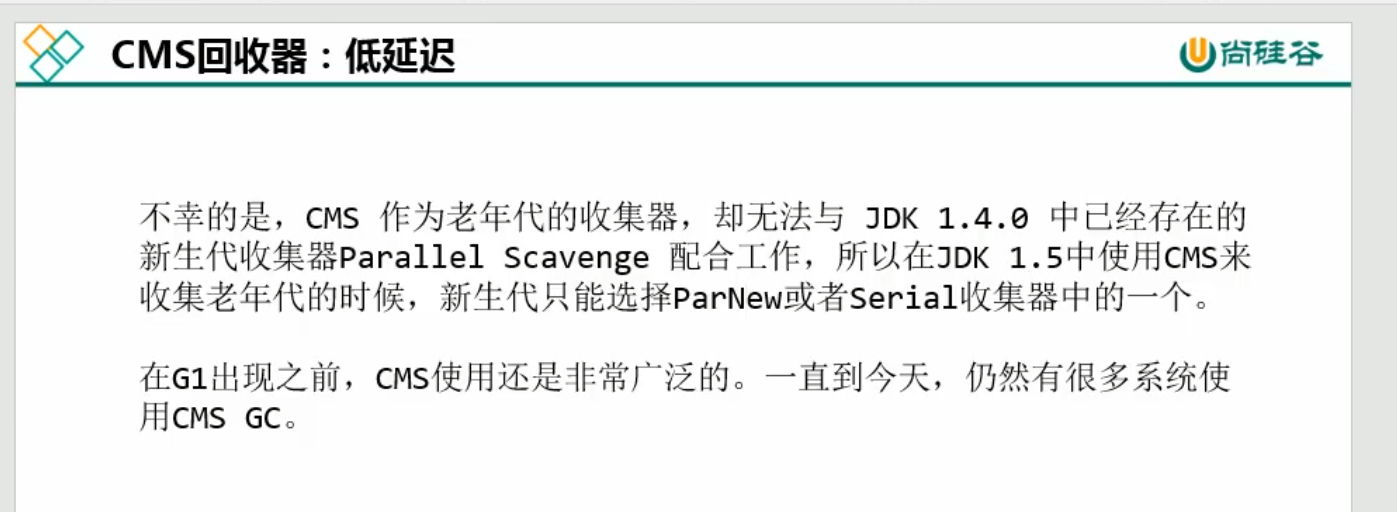 CMS回收器：低延迟
尚硅谷
不幸的是，CMS 作为老年代的收集器，却无法与 JDK 1.4.0 中已经存在的
新生代收集器Parallel Scavenge 配合工作，所以在JDK 1.5中使用CMS来
收集老年代的时候，新生代只能选择ParNew或者Serial收集器中的一个。
在G1出现之前，CMS使用还是非常广泛的。一直到今天，仍然有很多系统使
用CMS GC。